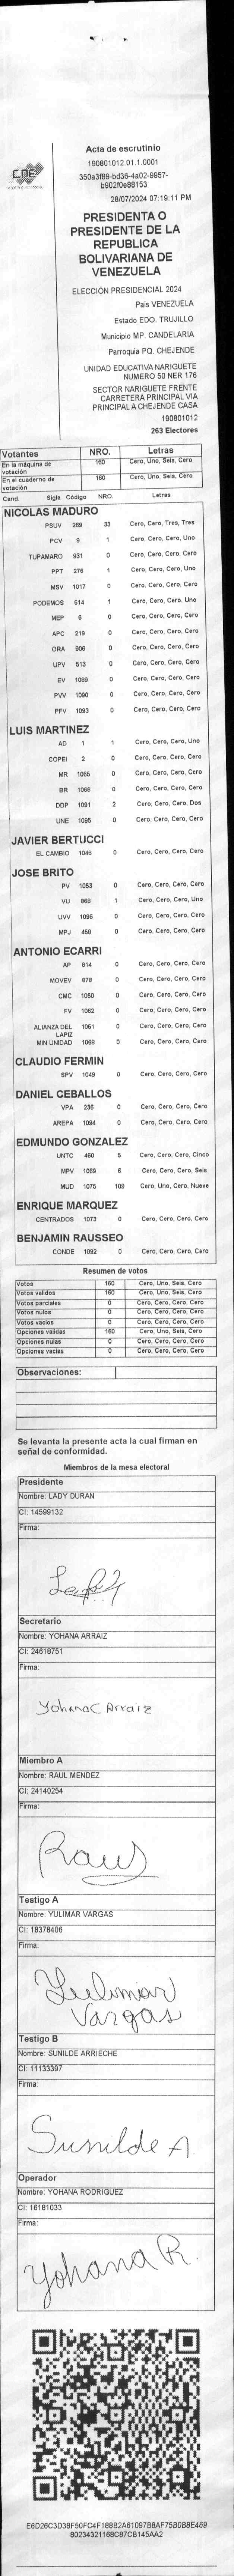 Acta de escrutinio
190801012.01.1.0001
350a3f89-bd36-4a02-9957-
b902f0e88153
28/07/2024 07:19:11 PM
CNE
PRESIDENTA O
PRESIDENTE DE LA
REPUBLICA
BOLIVARIANA DE
VENEZUELA
ELECCIÓN PRESIDENCIAL 2024
Pais VENEZUELA
Estado EDO. TRUJILLO
Municipio MP. CANDELARIA
Parroquia PQ. CHEJENDE
UNIDAD EDUCATIVA NARIGUETE
NUMERO 50 NER 176
SECTOR NARIGUETE FRENTE
CARRETERA PRINCIPAL VIA
PRINCIPAL A CHEJENDE CASA
190801012
263 Electores
Votantes NRO. Letras
En la máquina de votación 160 Cero, Uno, Seis, Cero
En el cuaderno de votación 160 Cero, Uno, Seis, Cero
Cand. Sigla Código NRO. Letras
NICOLAS MADURO
PSUV 269 33 Cero, Cero, Tres, Tres
PCV 9 1 Cero, Cero, Cero, Uno
TUPAMARO 931 0 Cero, Cero, Cero, Cero
PPT 276 1 Cero, Cero, Cero, Uno
MSV 1017 0 Cero, Cero, Cero, Cero
PODEMOS 514 1 Cero, Cero, Cero, Uno
MEP 6 0 Cero, Cero, Cero, Cero
APC 219 0 Cero, Cero, Cero, Cero
ORA 906 0 Cero, Cero, Cero, Cero
UPV 513 0 Cero, Cero, Cero, Cero
EV 1089 0 Cero, Cero, Cero, Cero
PVV 1090 0 Cero, Cero, Cero, Cero
PFV 1093 0 Cero, Cero, Cero, Cero
LUIS MARTINEZ
AD 1 1 Cero, Cero, Cero, Uno
COPEI 2 0 Cero, Cero, Cero, Cero
MR 1065 0 Cero, Cero, Cero, Cero
BR 1066 0 Cero, Cero, Cero, Cero
DDP 1091 2 Cero, Cero, Cero, Dos
UNE 1095 0 Cero, Cero, Cero, Cero
JAVIER BERTUCCI
EL CAMBIO 1048 0 Cero, Cero, Cero, Cero
JOSE BRITO
PV 1053 0 Cero, Cero, Cero, Cero
VU 869 1 Cero, Cero, Cero, Uno
UVV 1096 0 Cero, Cero, Cero, Cero
MPJ 458 0 Cero, Cero, Cero, Cero
ANTONIO ECARRI
AP 814 0 Cero, Cero, Cero, Cero
MOVEV 978 0 Cero, Cero, Cero, Cero
CMC 1050 0 Cero, Cero, Cero, Cero
FV 1062 0 Cero, Cero, Cero, Cero
ALIANZA DEL LAPIZ 1051 0 Cero, Cero, Cero, Cero
MIN UNIDAD 1069 0 Cero, Cero, Cero, Cero
CLAUDIO FERMIN
SPV 1049 0 Cero, Cero, Cero, Cero
DANIEL CEBALLOS
VPA 236 0 Cero, Cero, Cero, Cero
AREPA 1094 0 Cero, Cero, Cero, Cero
EDMUNDO GONZALEZ
UNTC 460 5 Cero, Cero, Cero, Cinco
MPV 1069 6 Cero, Cero, Cero, Seis
MUD 1075 109 Cero, Uno, Cero, Nueve
ENRIQUE MARQUEZ
CENTRADOS 1073 0 Cero, Cero, Cero, Cero
BENJAMIN RAUSSEO
CONDE 1092 0 Cero, Cero, Cero, Cero
Resumen de votos
Votos 160 Cero, Uno, Seis, Cero
Votos validos 160 Cero, Uno, Seis, Cero
Votos parciales 0 Cero, Cero, Cero, Cero
Votos nulos 0 Cero, Cero, Cero, Cero
Votos vacios 0 Cero, Cero, Cero, Cero
Opciones validas 160 Cero, Uno, Seis, Cero
Opciones nulas 0 Cero, Cero, Cero, Cero
Opciones vacias 0 Cero, Cero, Cero, Cero
Observaciones:
Se levanta la presente acta la cual firman en
señal de conformidad.
Miembros de la mesa electoral
Presidente
Nombre: LADY DURAN
CI: 14599132
Firma:
Secretario
Nombre: YOHANA ARRAIZ
CI: 24618751
Firma:
Yohana C Arraiz
Miembro A
Nombre: RAUL MENDEZ
CI: 24140254
Firma:
Testigo A
Nombre: YULIMAR VARGAS
CI: 18378406
Firma:
Yulimar
Vargas
Testigo B
Nombre: SUNILDE ARRIECHE
CI: 11133397
Firma:
Sunilde A
Operador
Nombre: YOHANA RODRIGUEZ
CI: 16161033
Firma:
Yohana R.
E6D26C3D38F50FC4F188B2A61097B8AF75B0B8E469
80234321168C87CB145AA2